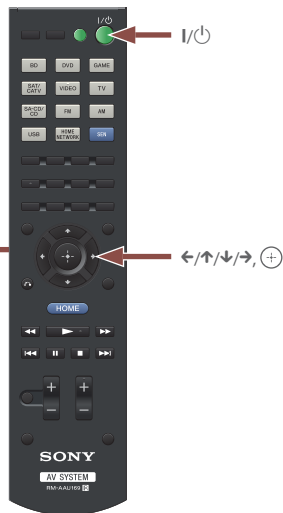 I/⏻
I/⏻
BD DVD GAME
SAT/CATV VIDEO TV
SA-CD/CD FM AM
USB HOME NETWORK SEN
←/↑/↓/→, ⊕
HOME
+ +
– –
SONY
AV SYSTEM
RM-AAU169